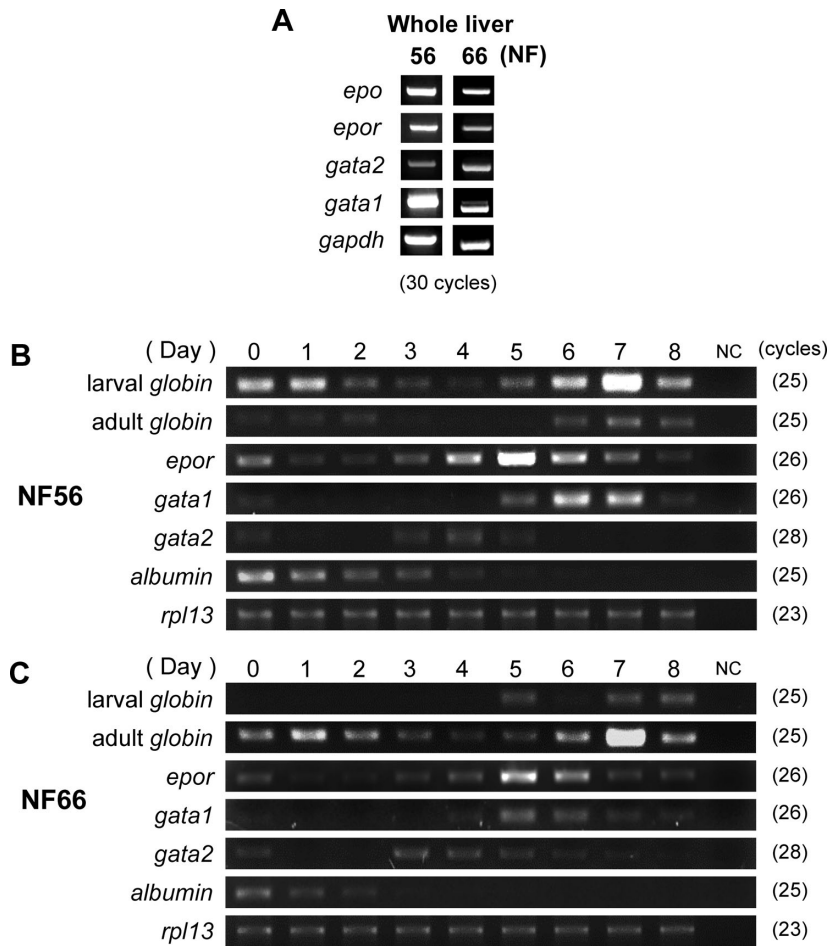 A
Whole liver
56 66 (NF)
epo
epor
gata2
gata1
gapdh
(30 cycles)
B
( Day ) 0 1 2 3 4 5 6 7 8 NC (cycles)
larval globin (25)
adult globin (25)
epor (26)
NF56
gata1 (26)
gata2 (28)
albumin (25)
rpl13 (23)
C
( Day ) 0 1 2 3 4 5 6 7 8 NC
larval globin (25)
adult globin (25)
epor (26)
NF66
gata1 (26)
gata2 (28)
albumin (25)
rpl13 (23)